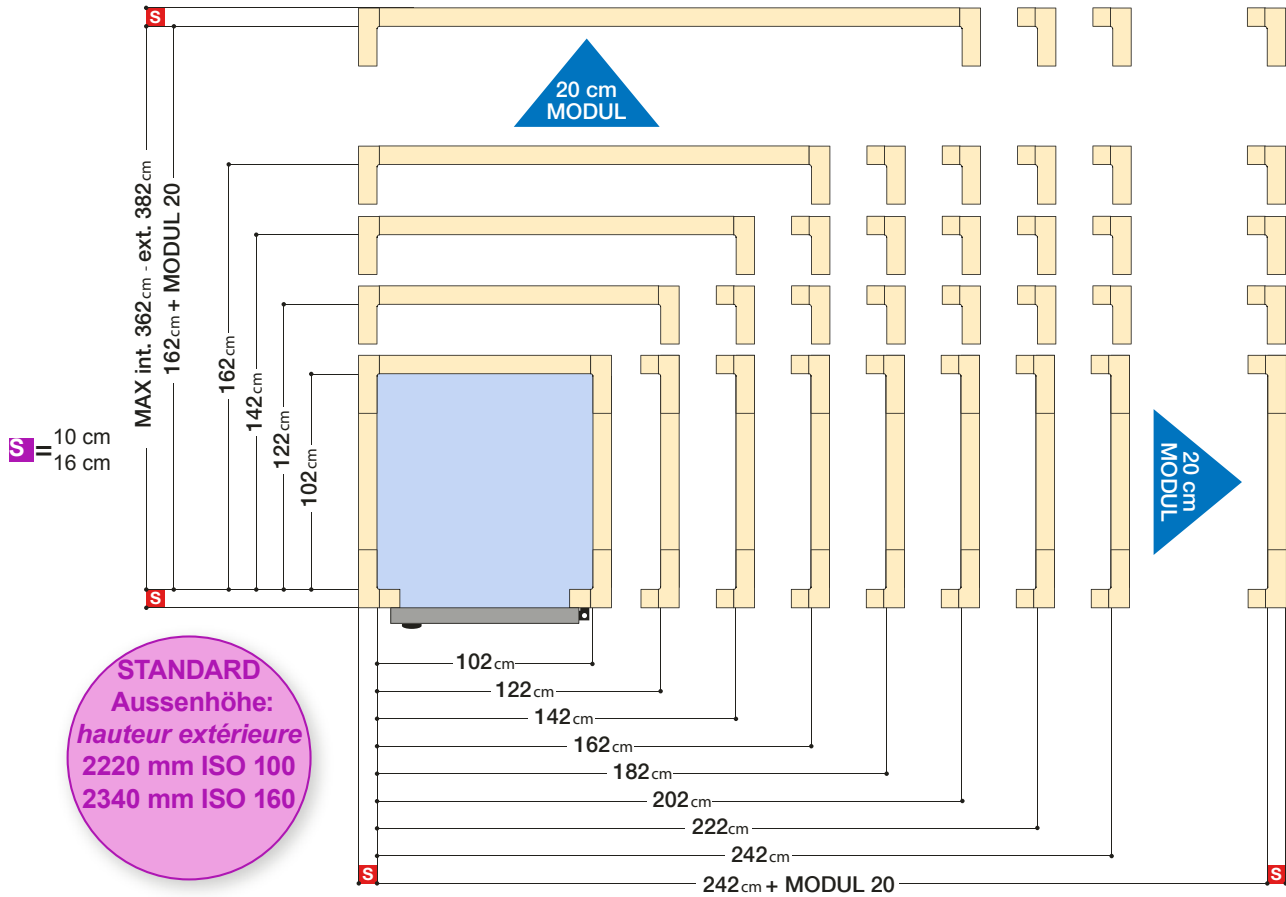 S
20 cm
MODUL
MAX int. 362cm - ext. 382cm
162cm + MODUL 20
162cm
142cm
122cm
102cm
S = 10 cm
16 cm
20 cm
MODUL
S
STANDARD
Aussenhöhe:
hauteur extérieure
2220 mm ISO 100
2340 mm ISO 160
102cm
122cm
142cm
162cm
182cm
202cm
222cm
242cm
S
242cm + MODUL 20
S